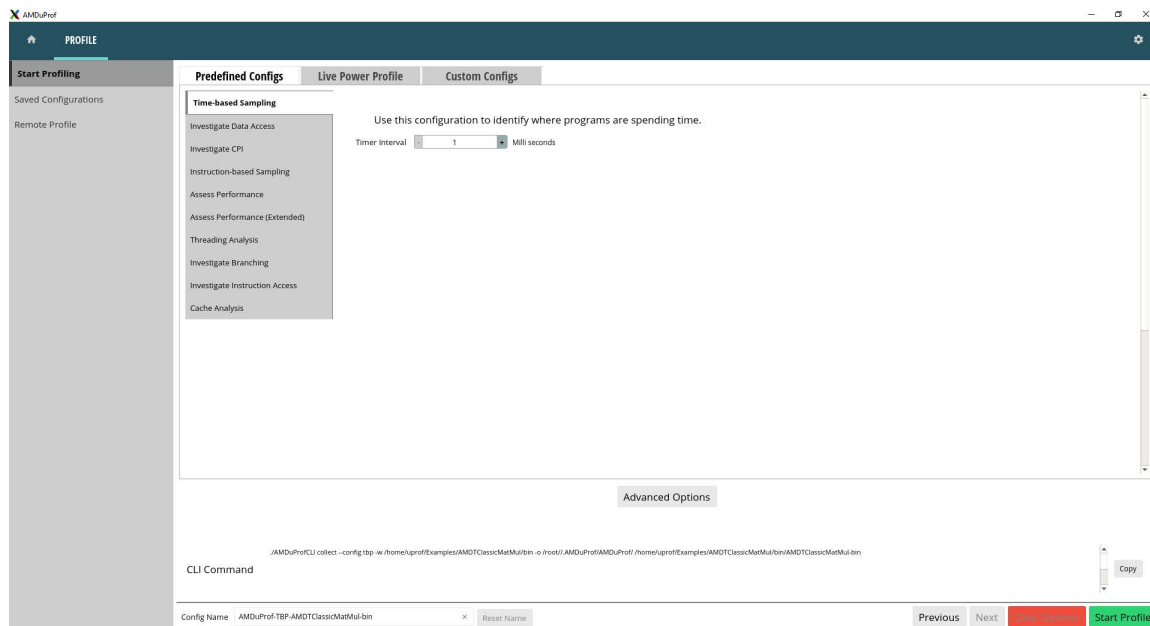 AMDuProf
PROFILE
Start Profiling
Saved Configurations
Remote Profile
Predefined Configs
Live Power Profile
Custom Configs
Time-based Sampling
Investigate Data Access
Investigate CPI
Instruction-based Sampling
Assess Performance
Assess Performance (Extended)
Threading Analysis
Investigate Branching
Investigate Instruction Access
Cache Analysis
Use this configuration to identify where programs are spending time.
Timer Interval - 1 + Milli seconds
Advanced Options
./AMDuProfCLI collect --config tbp -w /home/uprof/Examples/AMDTClassicMatMul/bin -o /root//.AMDuProf/AMDuProf/ /home/uprof/Examples/AMDTClassicMatMul/bin/AMDTClassicMatMul-bin
CLI Command
Copy
Config Name AMDuProf-TBP-AMDTClassicMatMul-bin × Reset Name
Previous Next Start Profile